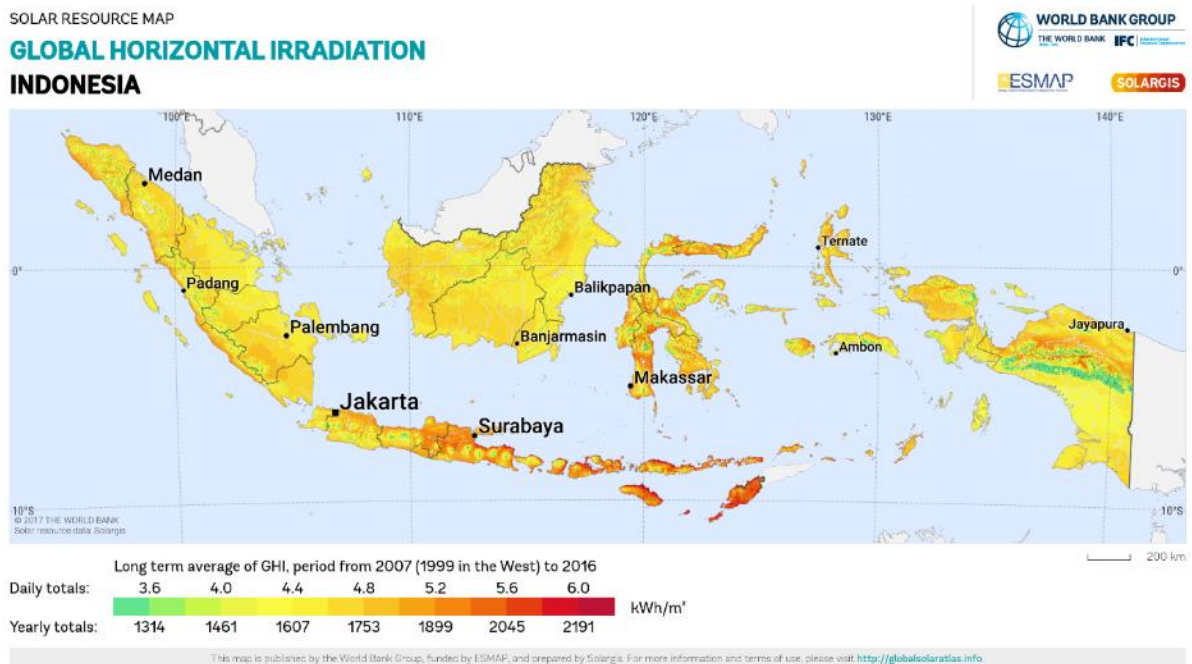 SOLAR RESOURCE MAP
GLOBAL HORIZONTAL IRRADIATION
INDONESIA
WORLD BANK GROUP
THE WORLD BANK
IFC
ESMAP
SOLARGIS
100°E
110°E
120°E
130°E
140°E
Medan
Ternate
0°
0°
Padang
Balikpapan
Palembang
Jayapura
Banjarmasin
Ambon
Makassar
Jakarta
Surabaya
10°S
10°S
© 2017 THE WORLD BANK
Solar resource data: Solargis
200 km
Long term average of GHI, period from 2007 (1999 in the West) to 2016
Daily totals: 3.6 4.0 4.4 4.8 5.2 5.6 6.0
kWh/m²
Yearly totals: 1314 1461 1607 1753 1899 2045 2191
This map is published by the World Bank Group, funded by ESMAP, and prepared by Solargis. For more information and terms of use, please visit http://globalsolaratlas.info.